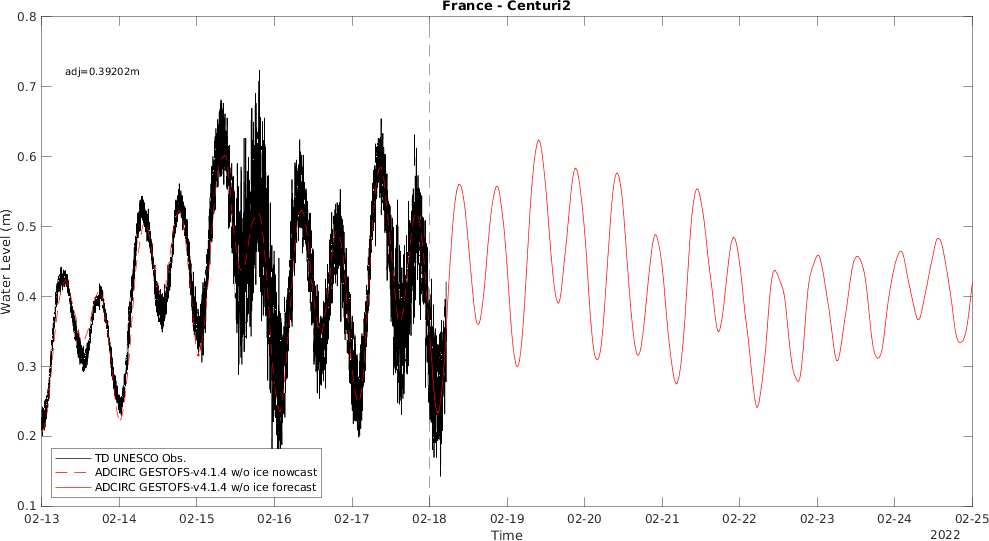 France - Centuri2
adj=0.39202m
Water Level (m)
0.8
0.7
0.6
0.5
0.4
0.3
0.2
0.1
TD UNESCO Obs.
ADCIRC GESTOFS-v4.1.4 w/o ice nowcast
ADCIRC GESTOFS-v4.1.4 w/o ice forecast
02-13 02-14 02-15 02-16 02-17 02-18 02-19 02-20 02-21 02-22 02-23 02-24 02-25
Time
2022